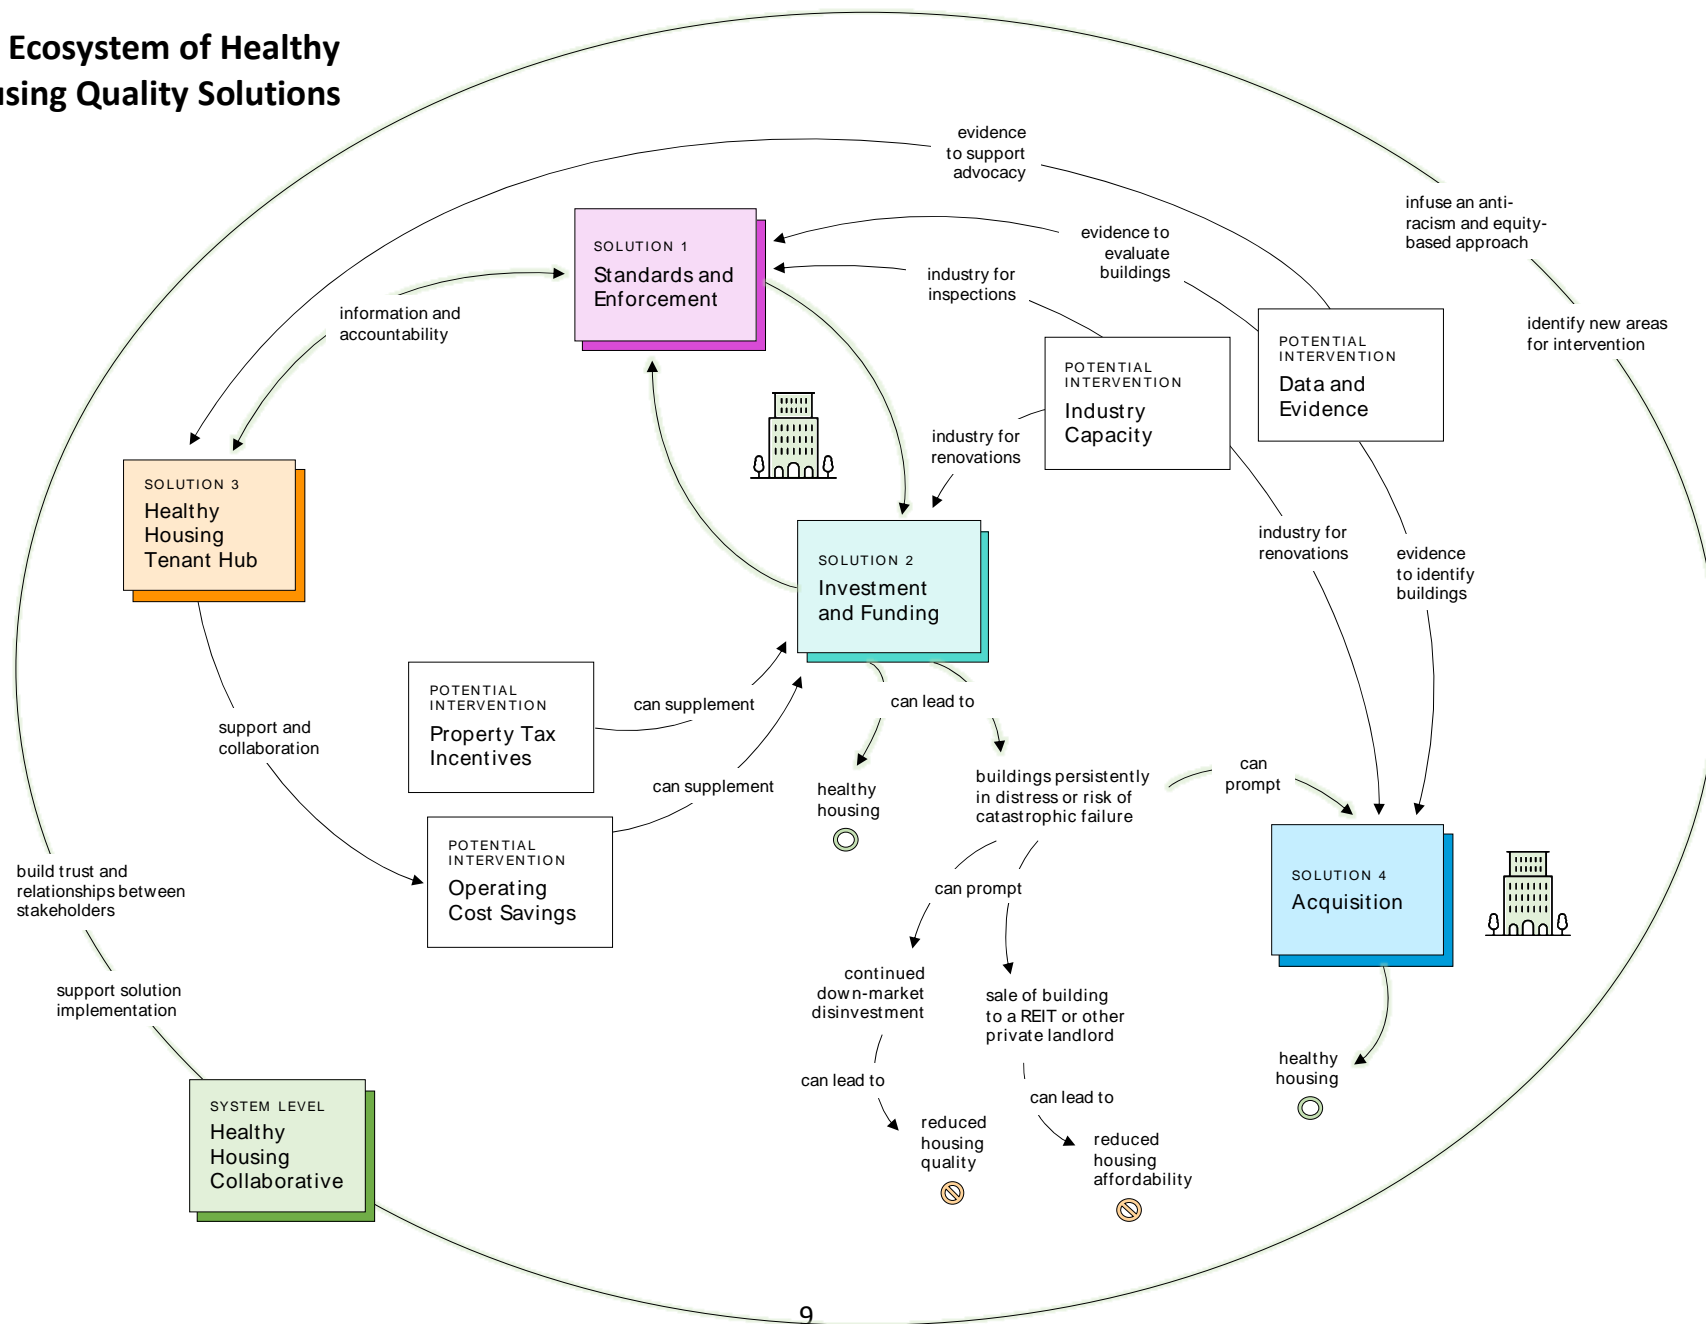 Ecosystem of Healthy
using Quality Solutions
evidence
to support
advocacy
infuse an anti-
racism and equity-
based approach
identify new areas
for intervention
SOLUTION 1
Standards and
Enforcement
evidence to
evaluate
buildings
industry for
inspections
information and
accountability
POTENTIAL
INTERVENTION
Data and
Evidence
POTENTIAL
INTERVENTION
Industry
Capacity
industry for
renovations
SOLUTION 3
Healthy
Housing
Tenant Hub
SOLUTION 2
Investment
and Funding
industry for
renovations
evidence
to identify
buildings
POTENTIAL
INTERVENTION
Property Tax
Incentives
can supplement
can lead to
support and
collaboration
can supplement
healthy
housing
buildings persistently
in distress or risk of
catastrophic failure
can
prompt
POTENTIAL
INTERVENTION
Operating
Cost Savings
SOLUTION 4
Acquisition
build trust and
relationships between
stakeholders
can prompt
support solution
implementation
continued
down-market
disinvestment
sale of building
to a REIT or other
private landlord
healthy
housing
can lead to
can lead to
SYSTEM LEVEL
Healthy
Housing
Collaborative
reduced
housing
quality
reduced
housing
affordability
9